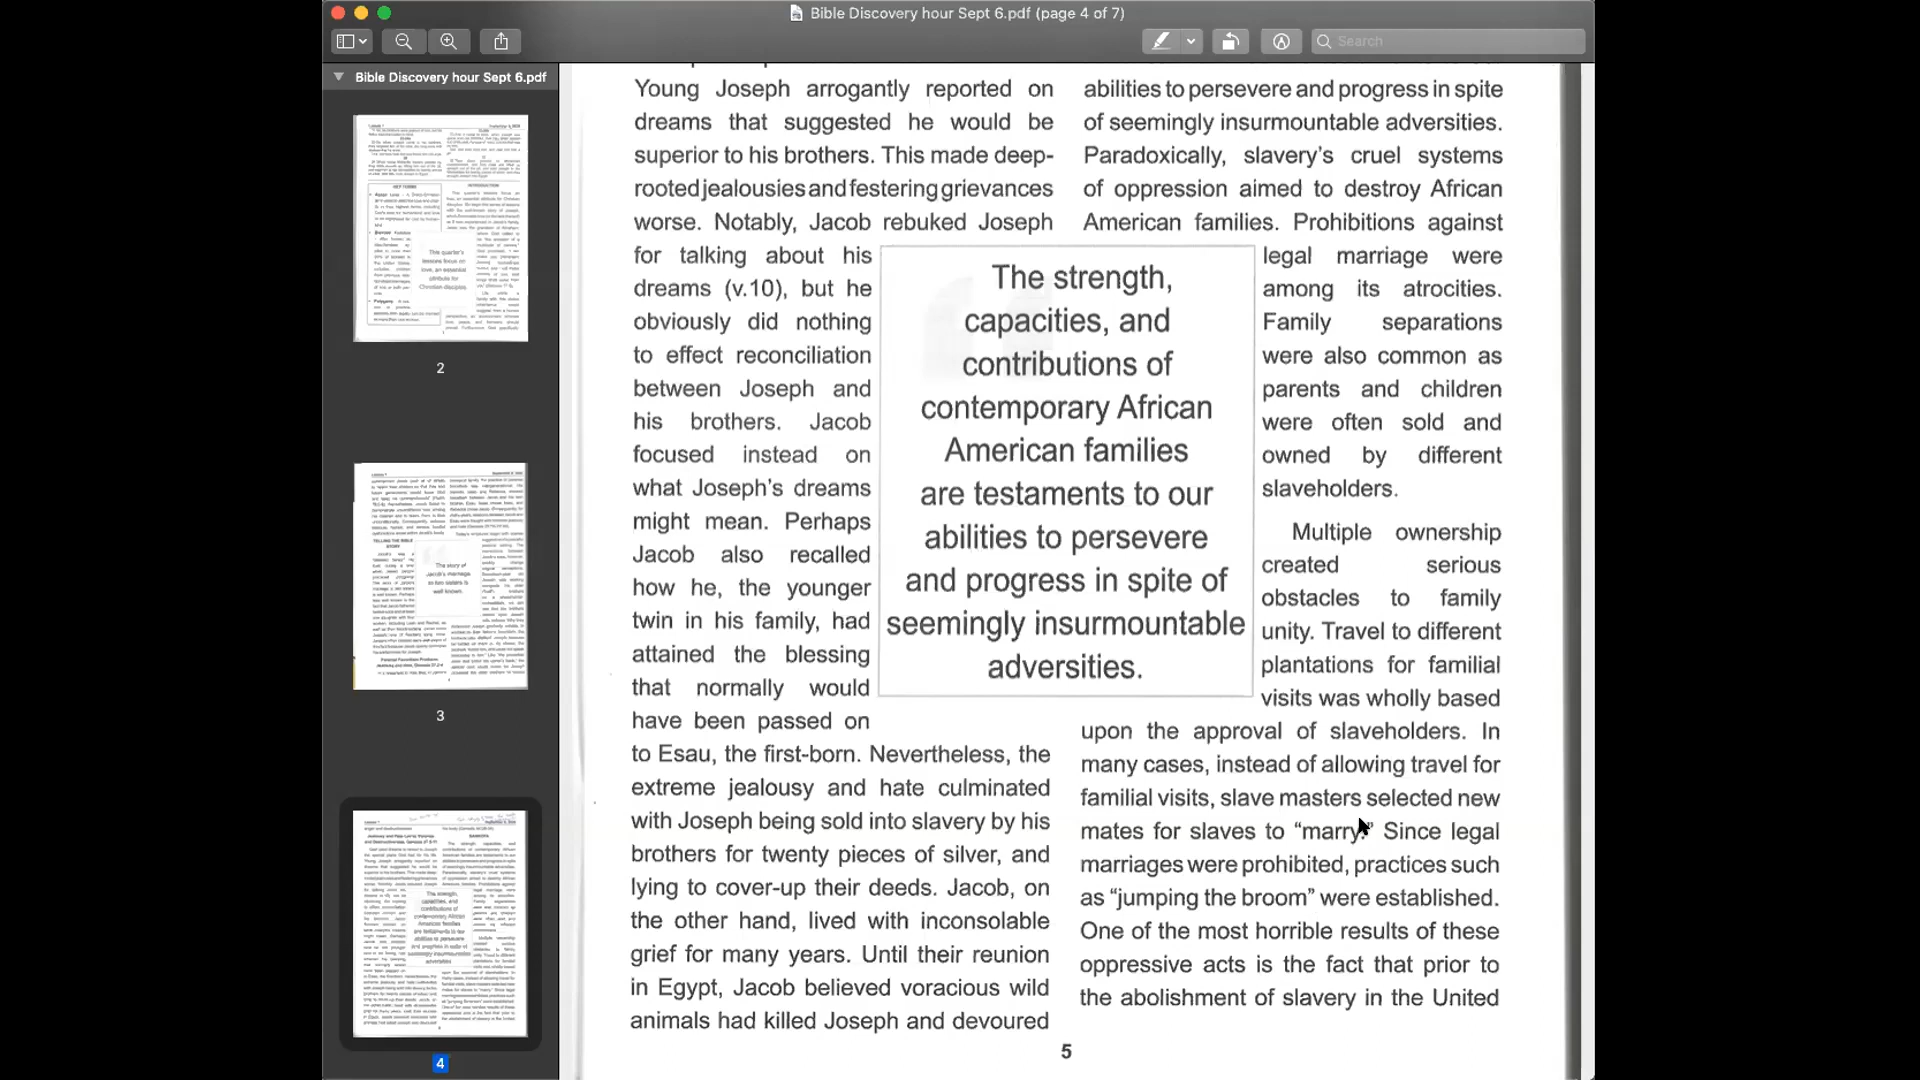 Bible Discovery hour Sept 6.pdf (page 4 of 7)
Search
Bible Discovery hour Sept 6.pdf
2
3
4
Young Joseph arrogantly reported on
dreams that suggested he would be
superior to his brothers. This made deep-
rooted jealousies and festering grievances
worse. Notably, Jacob rebuked Joseph
for talking about his
dreams (v.10), but he
obviously did nothing
to effect reconciliation
between Joseph and
his brothers. Jacob
focused instead on
what Joseph's dreams
might mean. Perhaps
Jacob also recalled
how he, the younger
twin in his family, had
attained the blessing
that normally would
have been passed on
to Esau, the first-born. Nevertheless, the
extreme jealousy and hate culminated
with Joseph being sold into slavery by his
brothers for twenty pieces of silver, and
lying to cover-up their deeds. Jacob, on
the other hand, lived with inconsolable
grief for many years. Until their reunion
in Egypt, Jacob believed voracious wild
animals had killed Joseph and devoured
The strength,
capacities, and
contributions of
contemporary African
American families
are testaments to our
abilities to persevere
and progress in spite of
seemingly insurmountable
adversities.
abilities to persevere and progress in spite
of seemingly insurmountable adversities.
Paradoxically, slavery's cruel systems
of oppression aimed to destroy African
American families. Prohibitions against
legal marriage were
among its atrocities.
Family separations
were also common as
parents and children
were often sold and
owned by different
slaveholders.
Multiple ownership
created serious
obstacles to family
unity. Travel to different
plantations for familial
visits was wholly based
upon the approval of slaveholders. In
many cases, instead of allowing travel for
familial visits, slave masters selected new
mates for slaves to "marry." Since legal
marriages were prohibited, practices such
as "jumping the broom" were established.
One of the most horrible results of these
oppressive acts is the fact that prior to
the abolishment of slavery in the United
5